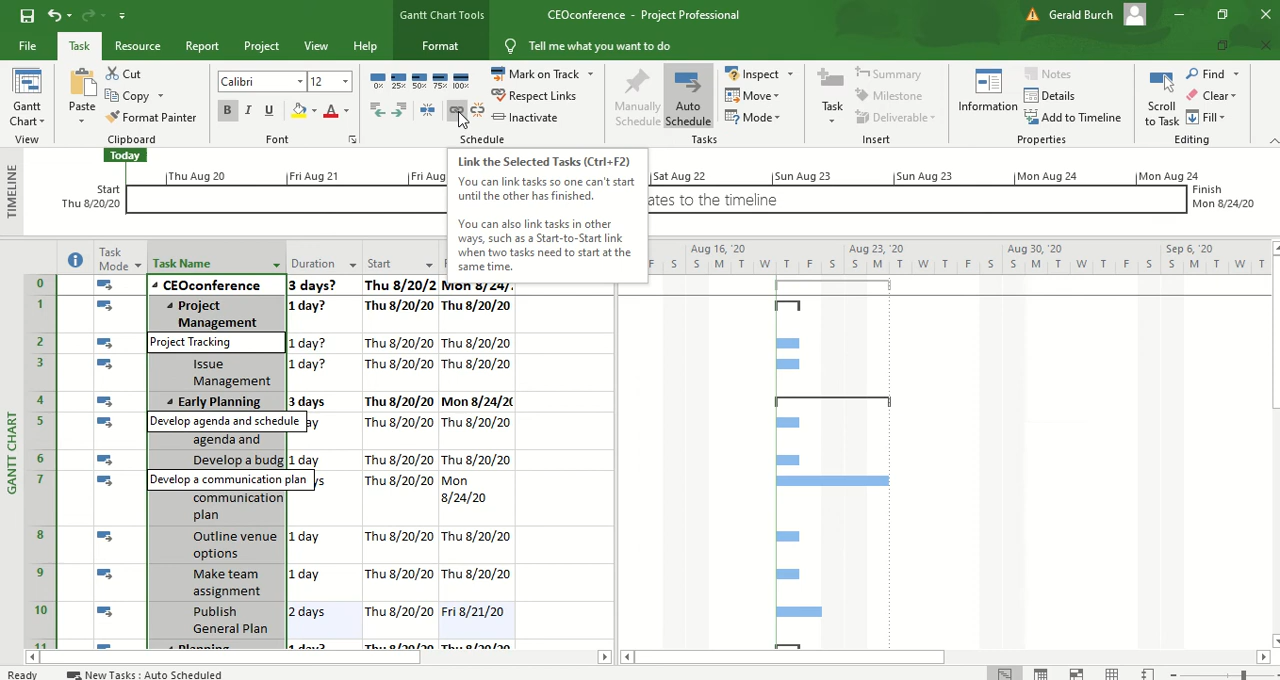 Gantt Chart Tools
CEOconference - Project Professional
Gerald Burch
File Task Resource Report Project View Help Format Tell me what you want to do
Gantt
Chart
View
Paste
Cut
Copy
Format Painter
Clipboard
Calibri 12
B I U A
Font
0% 25% 50% 75% 100%
Mark on Track
Respect Links
Inactivate
Schedule
Manually
Schedule
Auto
Schedule
Inspect
Move
Mode
Tasks
Task
Summary
Milestone
Deliverable
Insert
Information
Notes
Details
Add to Timeline
Properties
Scroll
to Task
Find
Clear
Fill
Editing
Link the Selected Tasks (Ctrl+F2)
You can link tasks so one can't start
until the other has finished.
You can also link tasks in other
ways, such as a Start-to-Start link
when two tasks need to start at the
same time.
TIMELINE
Today
Start
Thu 8/20/20
Thu Aug 20 Fri Aug 21 Fri Aug Sat Aug 22 Sun Aug 23 Sun Aug 23 Mon Aug 24 Mon Aug 24
ates to the timeline
Finish
Mon 8/24/20
GANTT CHART
Task
Mode
Task Name Duration Start
Aug 16, '20 Aug 23, '20 Aug 30, '20 Sep 6, '20
F S S M T W T F S S M T W T F S S M T W T F S S M T W T
0 CEOconference 3 days? Thu 8/20/2 Mon 8/24/
1 Project
Management 1 day? Thu 8/20/20 Thu 8/20/20
2 Project Tracking 1 day? Thu 8/20/20 Thu 8/20/20
3 Issue
Management 1 day? Thu 8/20/20 Thu 8/20/20
4 Early Planning 3 days Thu 8/20/20 Mon 8/24/20
5 Develop agenda and schedule ay Thu 8/20/20 Thu 8/20/20
agenda and
6 Develop a budg 1 day Thu 8/20/20 Thu 8/20/20
7 Develop a communication plan ys Thu 8/20/20 Mon
8/24/20
communication
plan
8 Outline venue
options 1 day Thu 8/20/20 Thu 8/20/20
9 Make team
assignment 1 day Thu 8/20/20 Thu 8/20/20
10 Publish
General Plan 2 days Thu 8/20/20 Fri 8/21/20
Ready New Tasks : Auto Scheduled